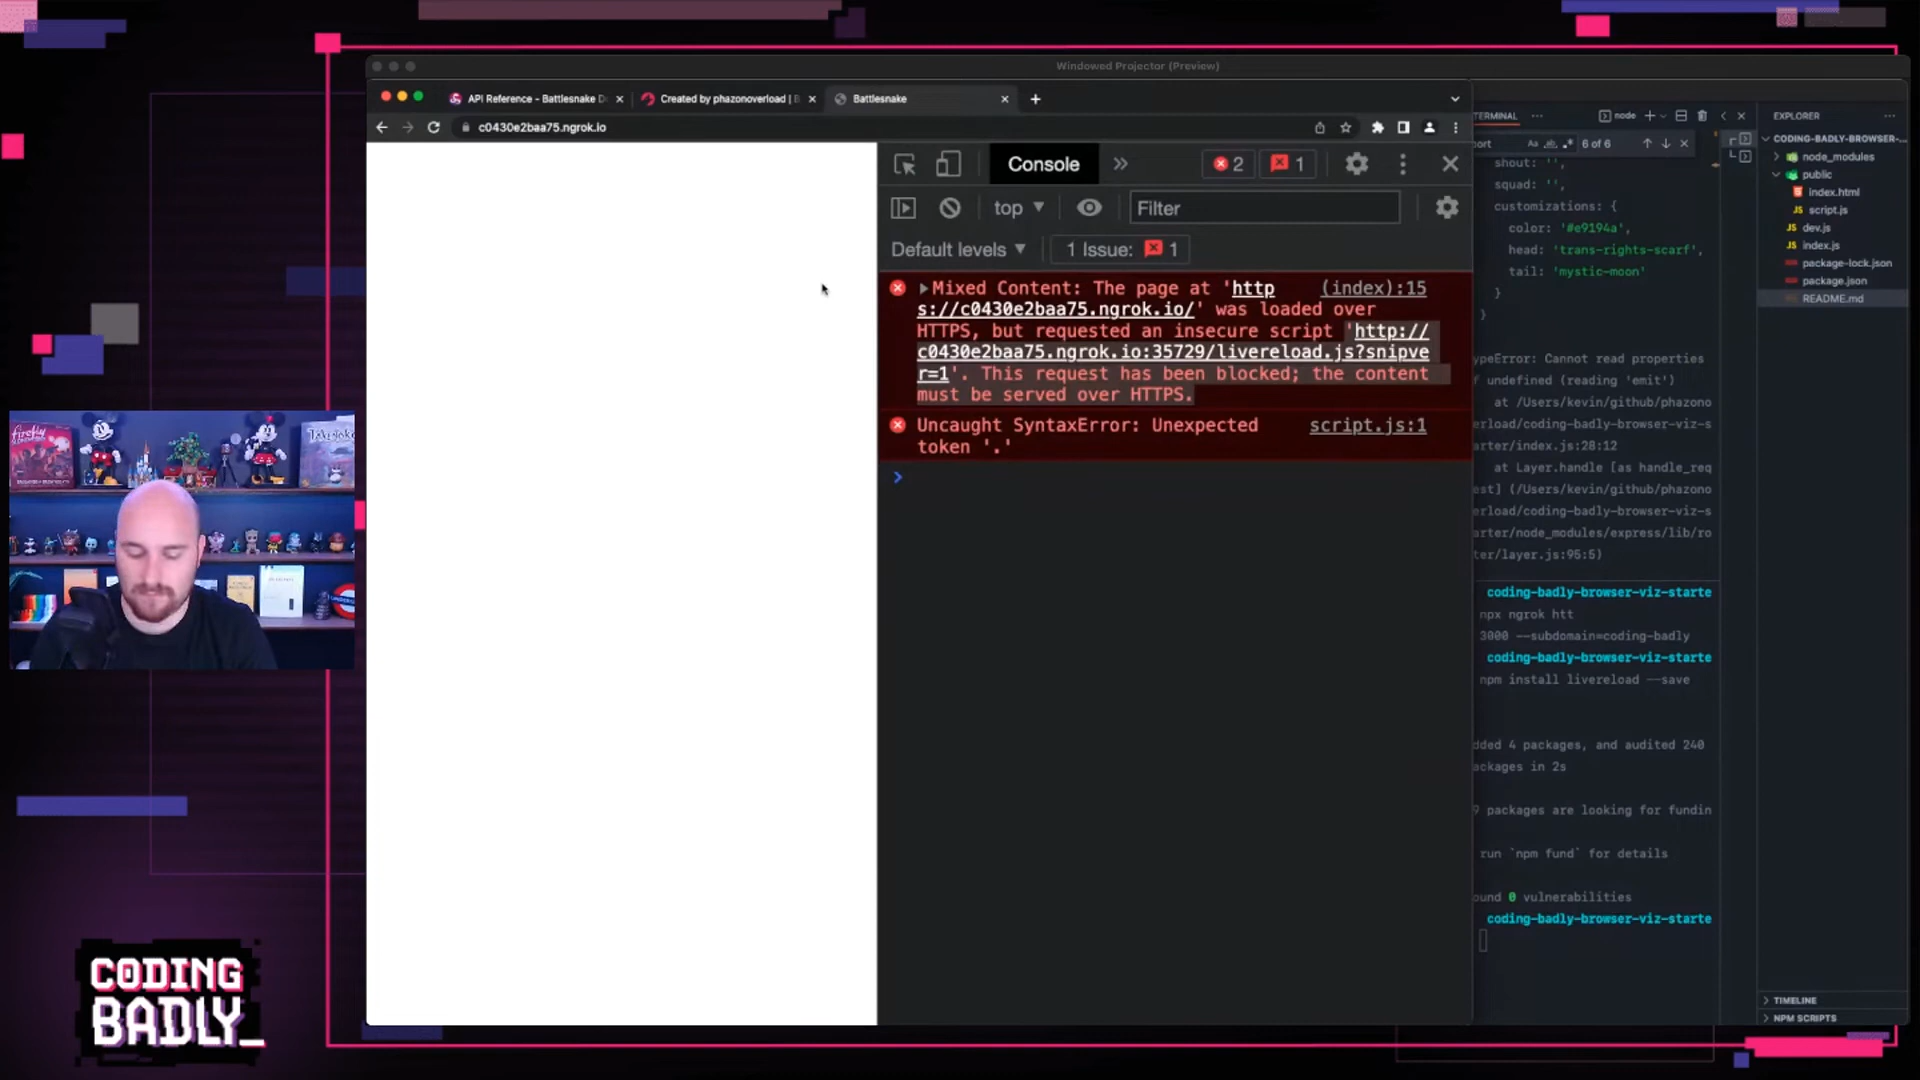 Windowed Projector (Preview)
API Reference - Battlesnake D
Created by phazonoverload | B
Battlesnake
c0430e2baa75.ngrok.io
Console
2
1
top
Filter
Default levels
1 Issue:
1
Mixed Content: The page at 'http (index):15
s://c0430e2baa75.ngrok.io/' was loaded over
HTTPS, but requested an insecure script 'http://
c0430e2baa75.ngrok.io:35729/livereload.js?snipve
r=1'. This request has been blocked; the content
must be served over HTTPS.
Uncaught SyntaxError: Unexpected script.js:1
token '.'
TERMINAL
node
ort
Aa
6 of 6
shout: '',
squad: '',
customizations: {
color: '#e9194a',
head: 'trans-rights-scarf',
tail: 'mystic-moon'
}
}
ypeError: Cannot read properties
f undefined (reading 'emit')
at /Users/kevin/github/phazono
erload/coding-badly-browser-viz-s
arter/index.js:28:12
at Layer.handle [as handle_req
est] (/Users/kevin/github/phazono
erload/coding-badly-browser-viz-s
arter/node_modules/express/lib/ro
ter/layer.js:95:5)
coding-badly-browser-viz-starte
npx ngrok htt
3000 --subdomain=coding-badly
coding-badly-browser-viz-starte
npm install livereload --save
dded 4 packages, and audited 240
ackages in 2s
9 packages are looking for fundin
run `npm fund` for details
ound 0 vulnerabilities
coding-badly-browser-viz-starte
EXPLORER
CODING-BADLY-BROWSER-...
node_modules
public
index.html
JS script.js
JS dev.js
JS index.js
package-lock.json
package.json
README.md
TIMELINE
NPM SCRIPTS
firefly
CODING
BADLY_